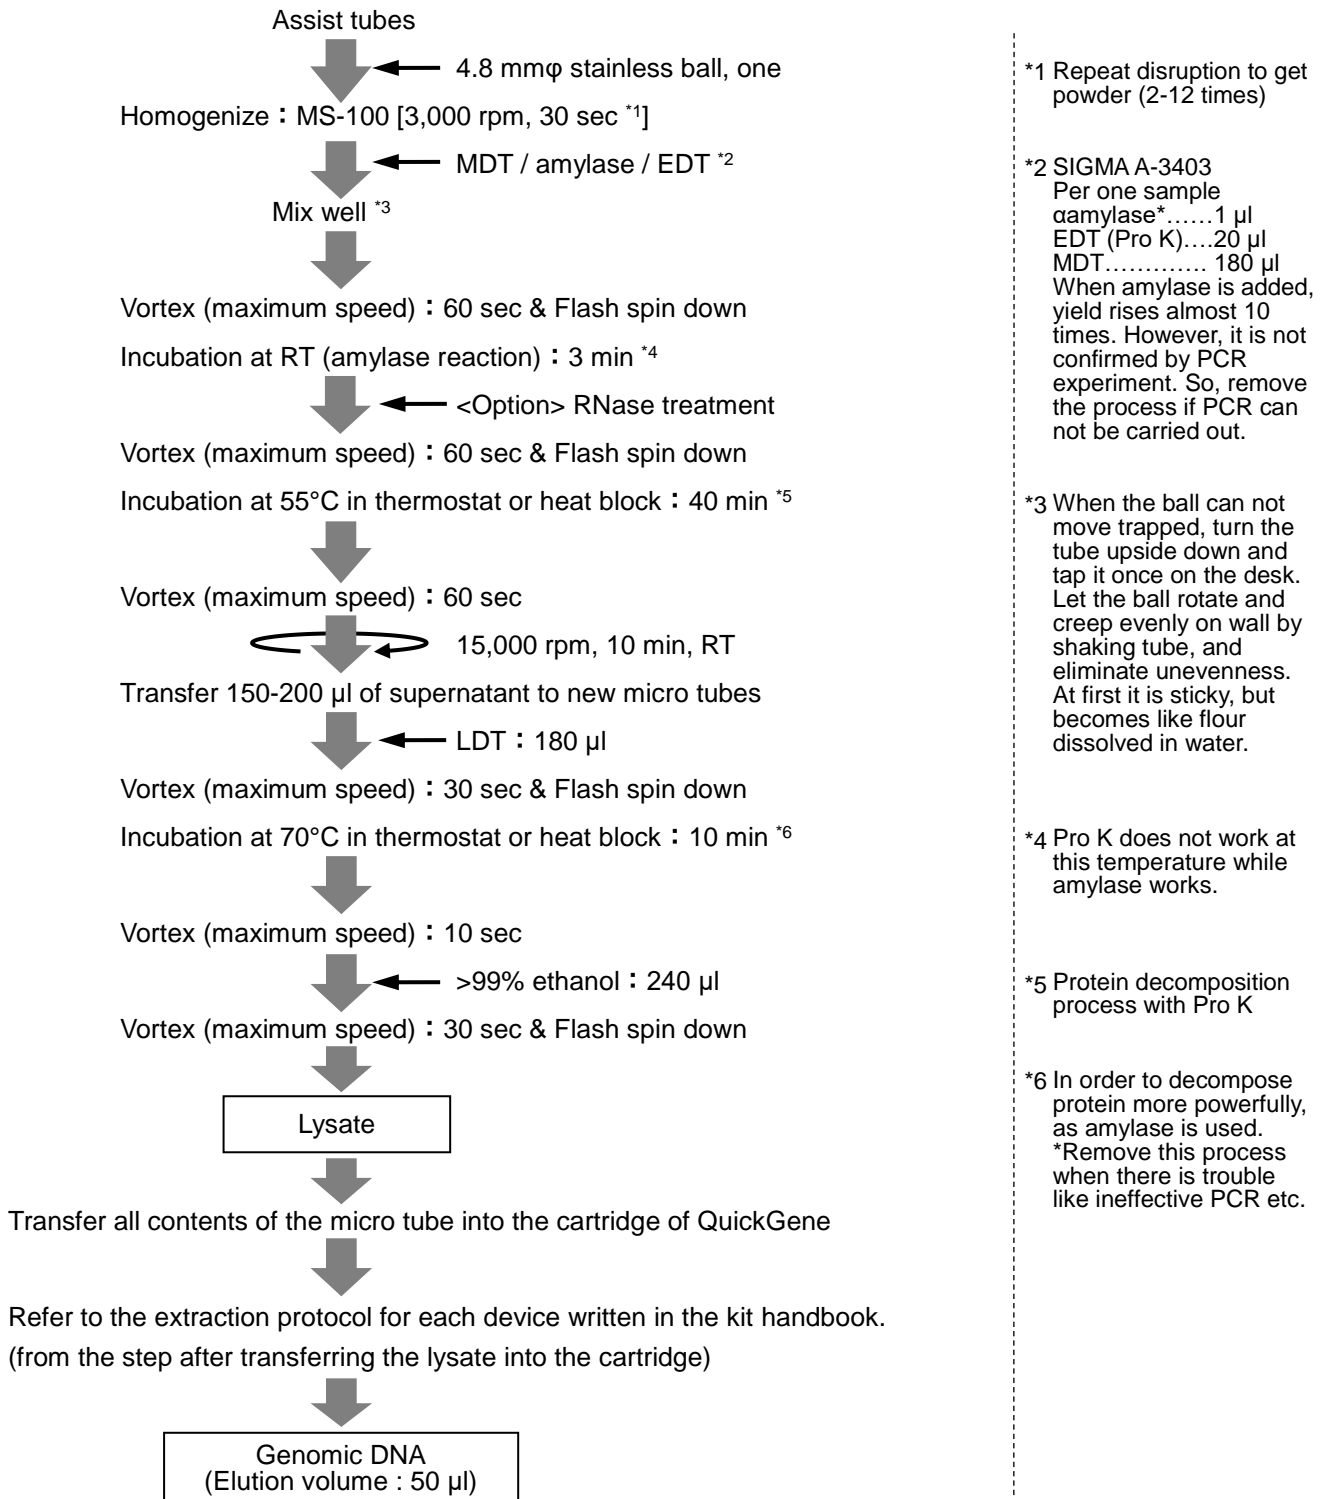 Assist tubes
4.8 mmφ stainless ball, one
Homogenize：MS-100 [3,000 rpm, 30 sec *1]
MDT / amylase / EDT *2
Mix well *3
Vortex (maximum speed)：60 sec & Flash spin down
Incubation at RT (amylase reaction)：3 min *4
<Option> RNase treatment
Vortex (maximum speed)：60 sec & Flash spin down
Incubation at 55°C in thermostat or heat block：40 min *5
Vortex (maximum speed)：60 sec
15,000 rpm, 10 min, RT
Transfer 150-200 µl of supernatant to new micro tubes
LDT：180 µl
Vortex (maximum speed)：30 sec & Flash spin down
Incubation at 70°C in thermostat or heat block：10 min *6
Vortex (maximum speed)：10 sec
>99% ethanol：240 µl
Vortex (maximum speed)：30 sec & Flash spin down
Lysate
Transfer all contents of the micro tube into the cartridge of QuickGene
Refer to the extraction protocol for each device written in the kit handbook.
(from the step after transferring the lysate into the cartridge)
Genomic DNA
(Elution volume : 50 µl)
*1 Repeat disruption to get
powder (2-12 times)
*2 SIGMA A-3403
Per one sample
αamylase*……1 µl
EDT (Pro K)….20 µl
MDT…………. 180 µl
When amylase is added,
yield rises almost 10
times. However, it is not
confirmed by PCR
experiment. So, remove
the process if PCR can
not be carried out.
*3 When the ball can not
move trapped, turn the
tube upside down and
tap it once on the desk.
Let the ball rotate and
creep evenly on wall by
shaking tube, and
eliminate unevenness.
At first it is sticky, but
becomes like flour
dissolved in water.
*4 Pro K does not work at
this temperature while
amylase works.
*5 Protein decomposition
process with Pro K
*6 In order to decompose
protein more powerfully,
as amylase is used.
*Remove this process
when there is trouble
like ineffective PCR etc.